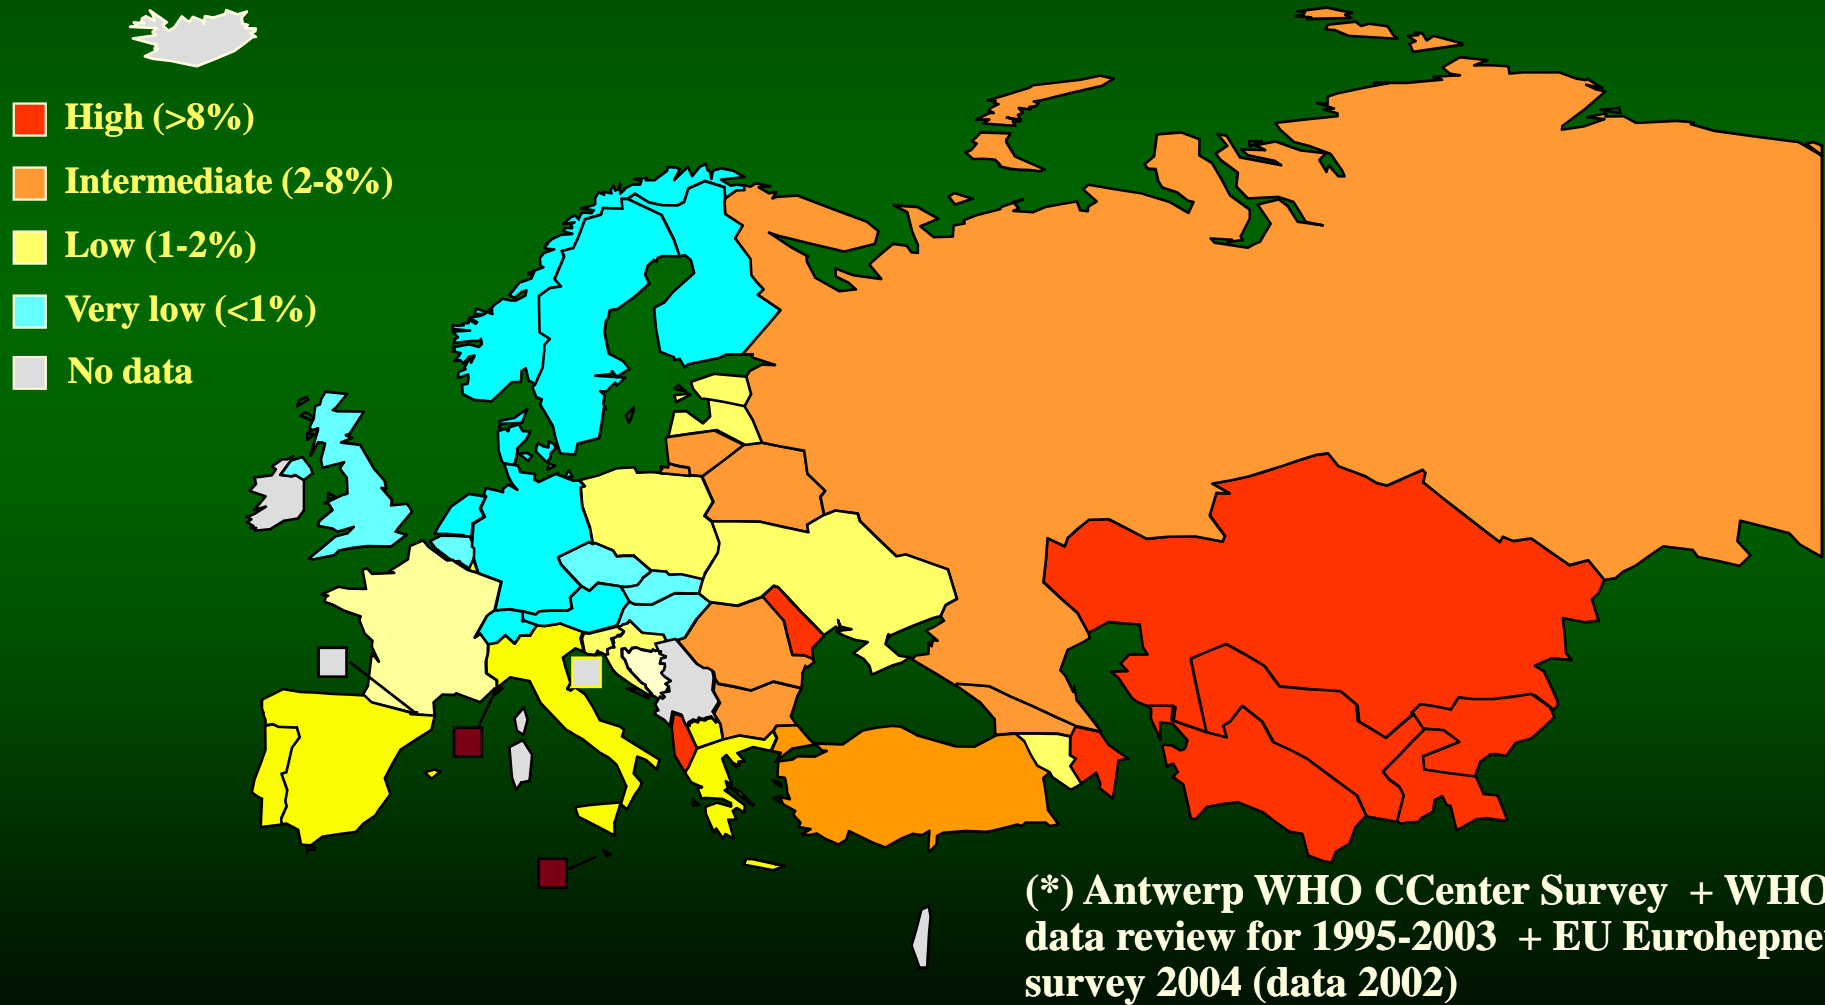 High (>8%)
Intermediate (2-8%)
Low (1-2%)
Very low (<1%)
No data
(*) Antwerp WHO CCenter Survey + WHO
data review for 1995-2003 + EU Eurohepne
survey 2004 (data 2002)